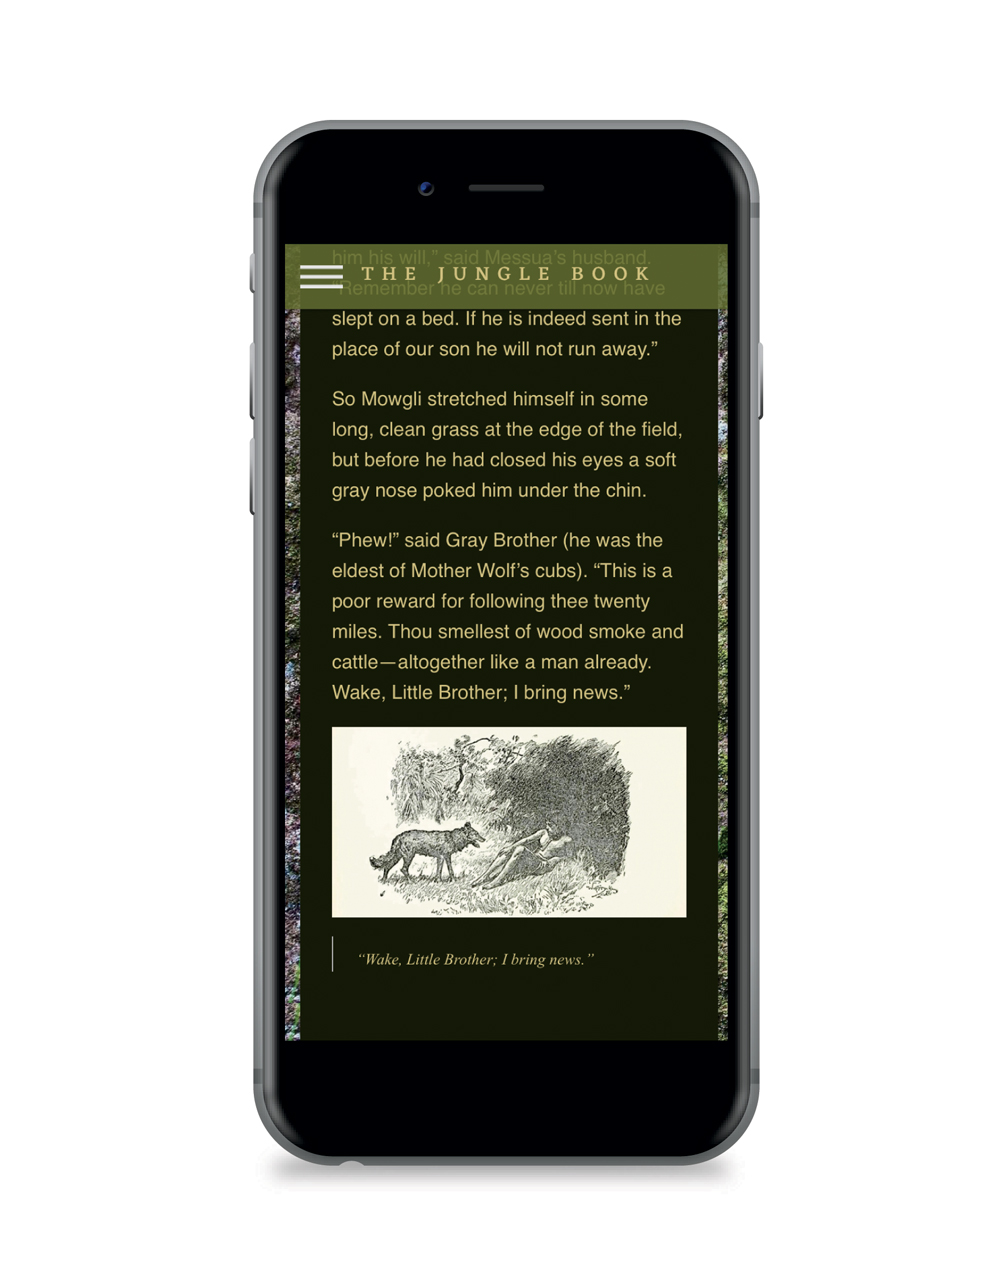 him his will,” said Messua’s husband.
THE JUNGLE BOOK
“Remember he can never till now have
slept on a bed. If he is indeed sent in the
place of our son he will not run away.”
So Mowgli stretched himself in some
long, clean grass at the edge of the field,
but before he had closed his eyes a soft
gray nose poked him under the chin.
“Phew!” said Gray Brother (he was the
eldest of Mother Wolf’s cubs). “This is a
poor reward for following thee twenty
miles. Thou smellest of wood smoke and
cattle—altogether like a man already.
Wake, Little Brother; I bring news.”
“Wake, Little Brother; I bring news.”